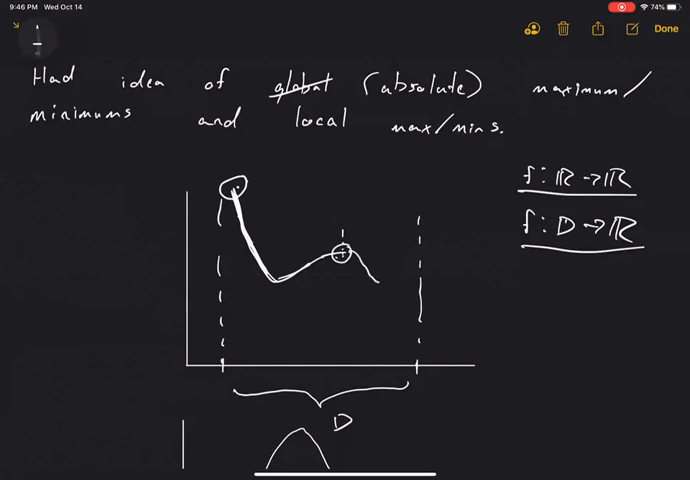 9:46 PM Wed Oct 14
74%
Done
Had idea of global (absolute) maximum/
minimums and local max/mins.
f: ℝ → ℝ
f: D → ℝ
D